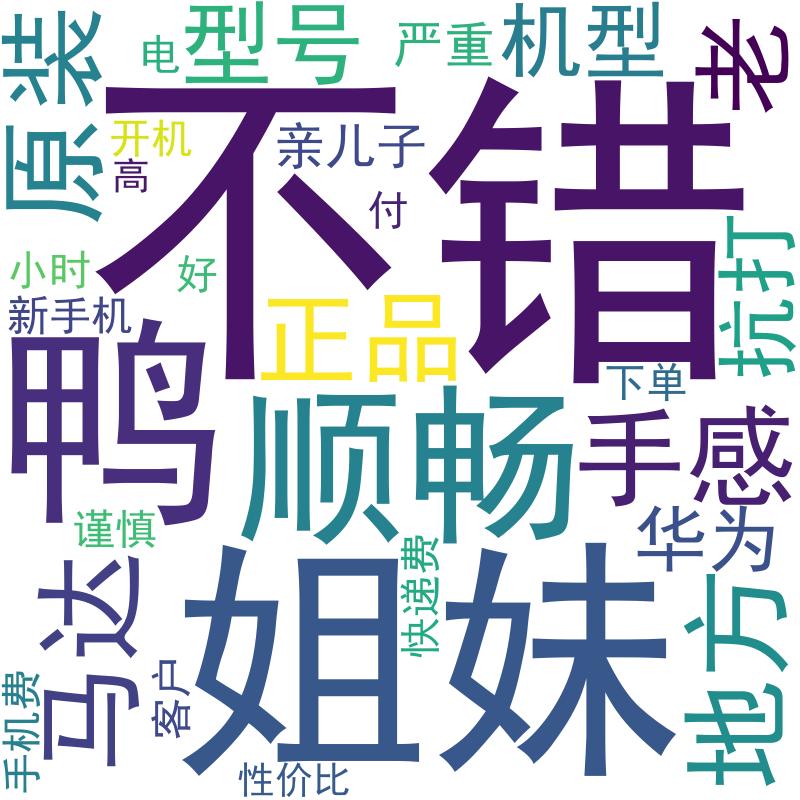 原装
电
型号
严重
机型
老
不错
开机
亲儿子
高
付
小时
好
抗打
新手机
正品
鸭
顺畅
下单
手感
谨慎
华为
马达
姐妹
快递费
地方
手机费
客户
性价比